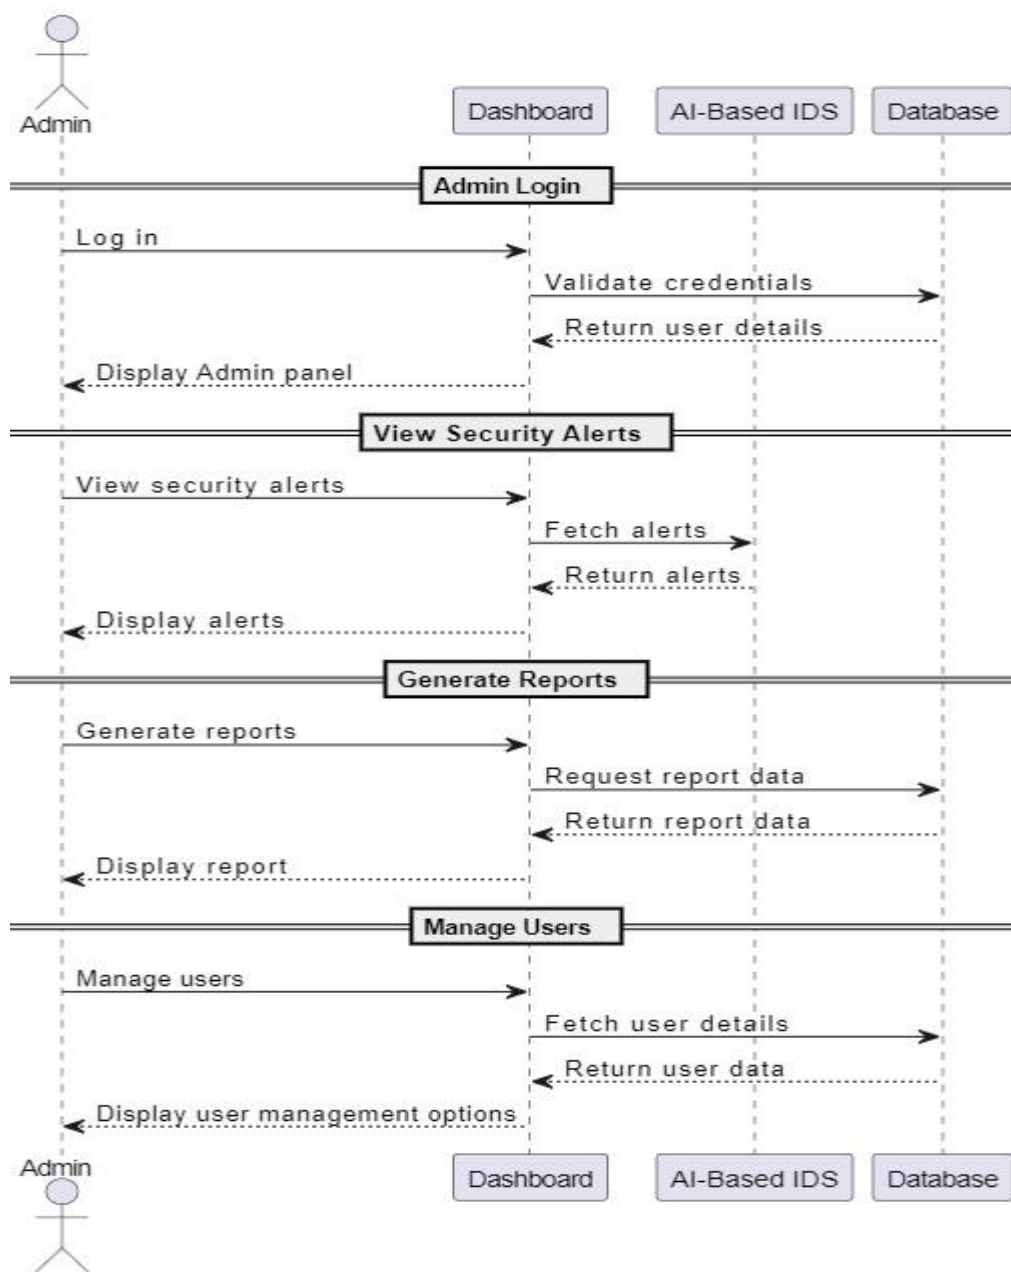 Admin
Dashboard
AI-Based IDS
Database
Admin Login
Log in
Validate credentials
Return user details
Display Admin panel
View Security Alerts
View security alerts
Fetch alerts
Return alerts
Display alerts
Generate Reports
Generate reports
Request report data
Return report data
Display report
Manage Users
Manage users
Fetch user details
Return user data
Display user management options
Admin
Dashboard
AI-Based IDS
Database